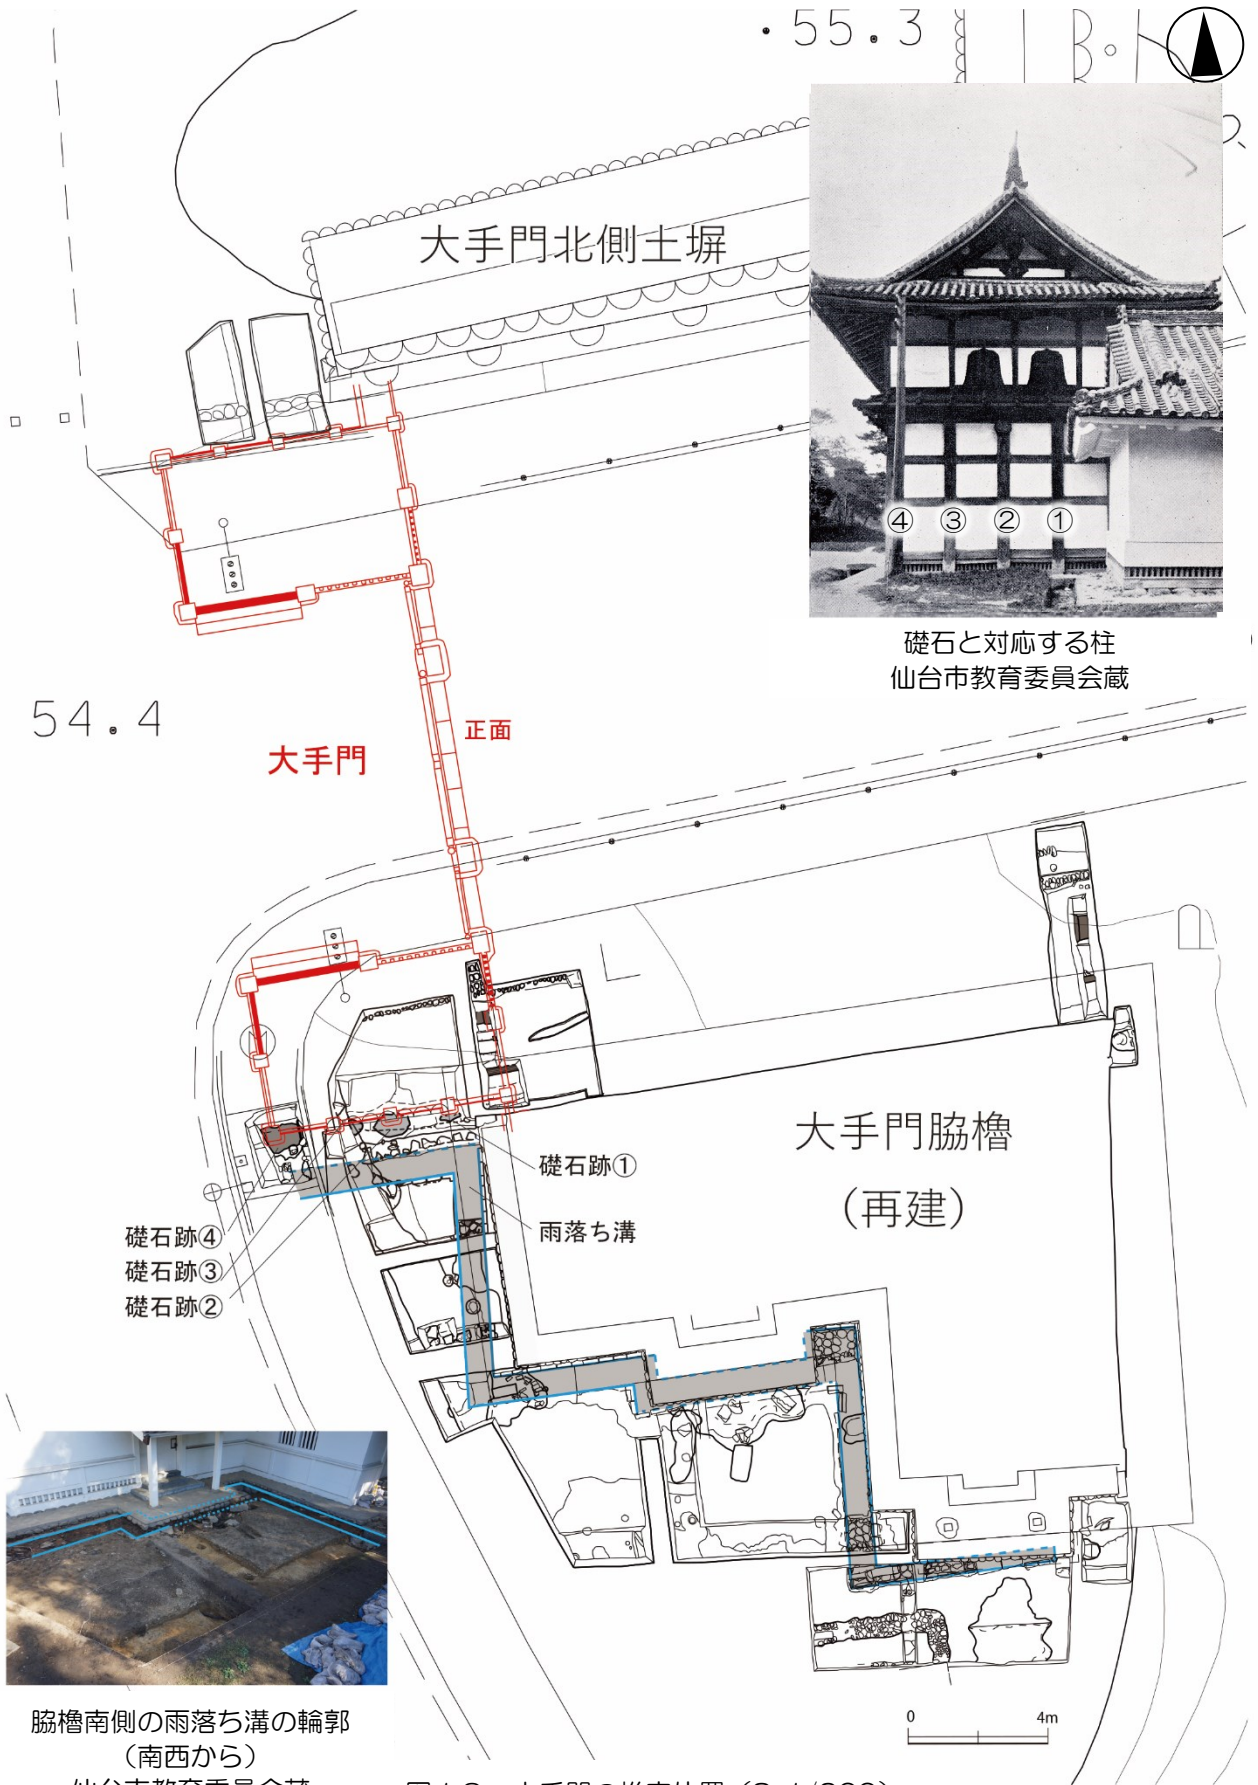 .55.3
大手門北側土塀
④ ③ ② ①
礎石と対応する柱
仙台市教育委員会蔵
54.4
正面
大手門
大手門脇櫓
（再建）
礎石跡①
雨落ち溝
礎石跡④
礎石跡③
礎石跡②
0 4m
脇櫓南側の雨落ち溝の輪郭
（南西から）